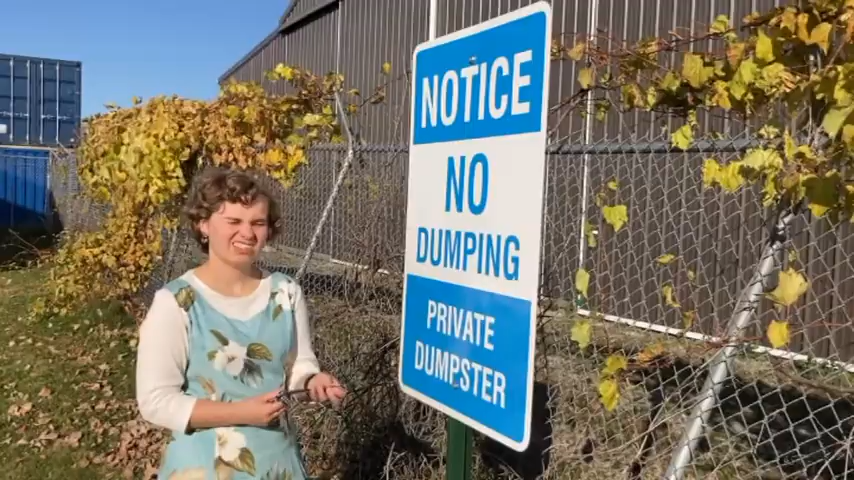 NOTICE
NO
DUMPING
PRIVATE
DUMPSTER